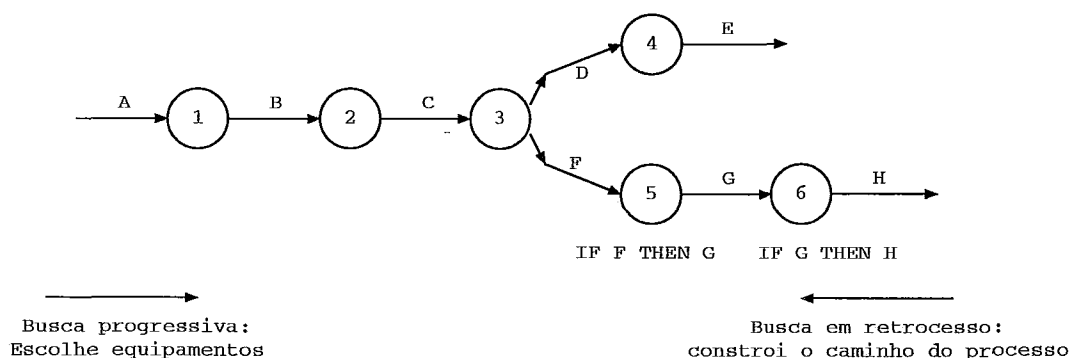 E
4
D
A
B
C
1
2
3
F
G
H
5
6
IF F THEN G
IF G THEN H
Busca progressiva:
Escolhe equipamentos
Busca em retrocesso:
constroi o caminho do processo